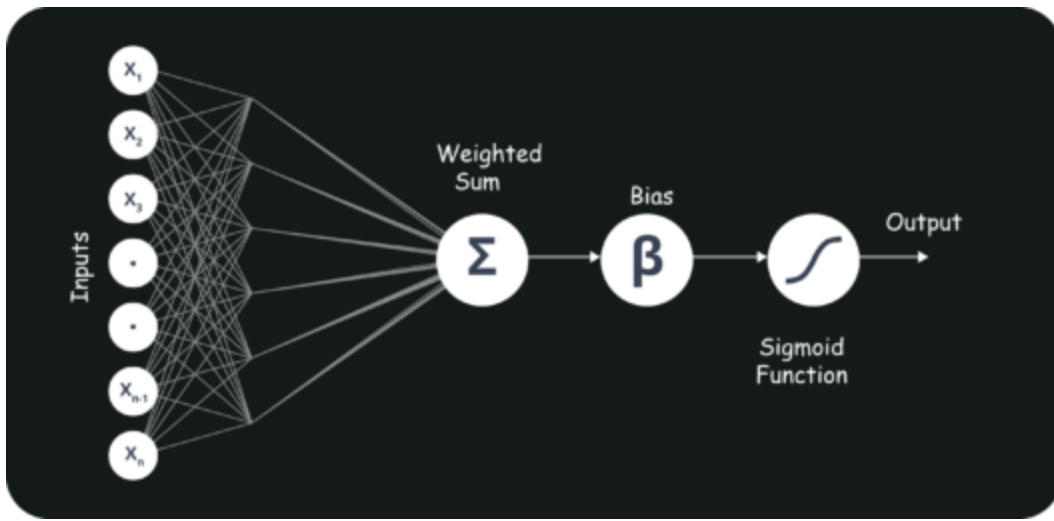 Inputs
X₁
X₂
X₃
.
.
Xₙ₋₁
Xₙ
Weighted
Sum
Σ
Bias
β
Sigmoid
Function
Output